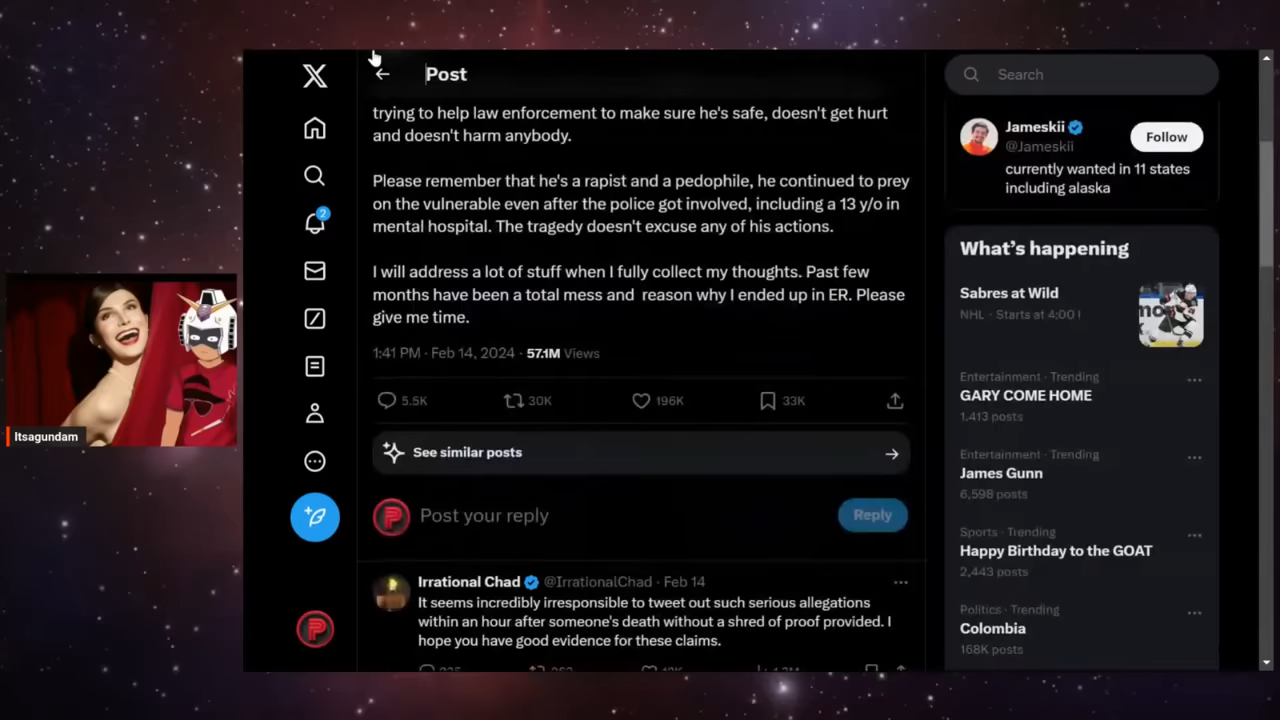 Post
trying to help law enforcement to make sure he's safe, doesn't get hurt
and doesn't harm anybody.
Please remember that he's a rapist and a pedophile, he continued to prey
on the vulnerable even after the police got involved, including a 13 y/o in
mental hospital. The tragedy doesn't excuse any of his actions.
I will address a lot of stuff when I fully collect my thoughts. Past few
months have been a total mess and reason why I ended up in ER. Please
give me time.
1:41 PM · Feb 14, 2024 · 57.1M Views
5.5K 30K 196K 33K
See similar posts
Post your reply
Reply
Irrational Chad @IrrationalChad · Feb 14
It seems incredibly irresponsible to tweet out such serious allegations
within an hour after someone's death without a shred of proof provided. I
hope you have good evidence for these claims.
2
Itsagundam
Search
Jameskii
@Jameskii
Follow
currently wanted in 11 states
including alaska
What's happening
Sabres at Wild
NHL · Starts at 4:00
Entertainment · Trending
GARY COME HOME
1,413 posts
Entertainment · Trending
James Gunn
6,598 posts
Sports · Trending
Happy Birthday to the GOAT
2,443 posts
Politics · Trending
Colombia
168K posts